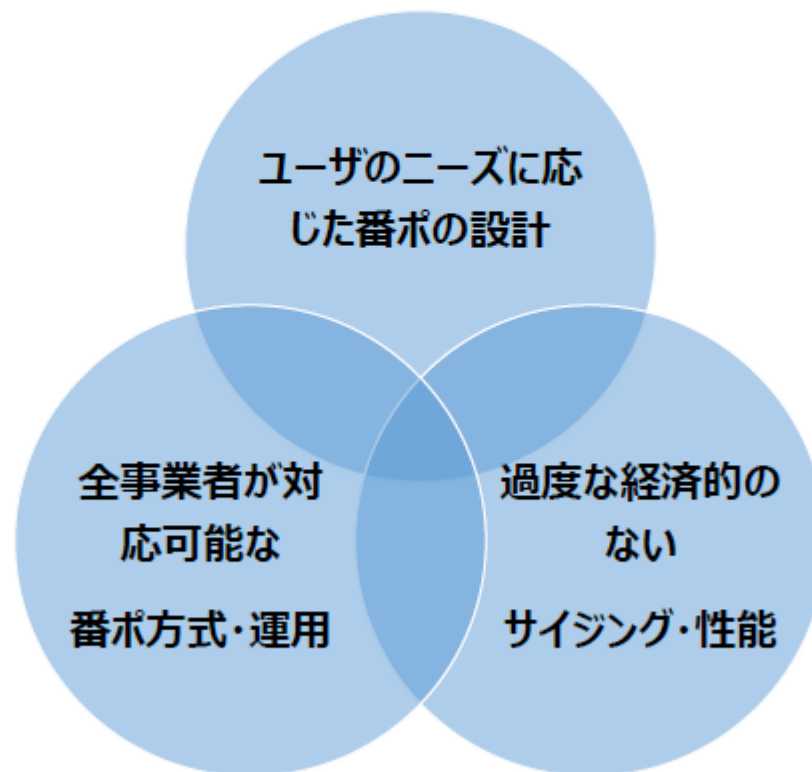 ユーザのニーズに応
じた番ポの設計
全事業者が対
応可能な
番ポ方式・運用
過度な経済的の
ない
サイジング・性能